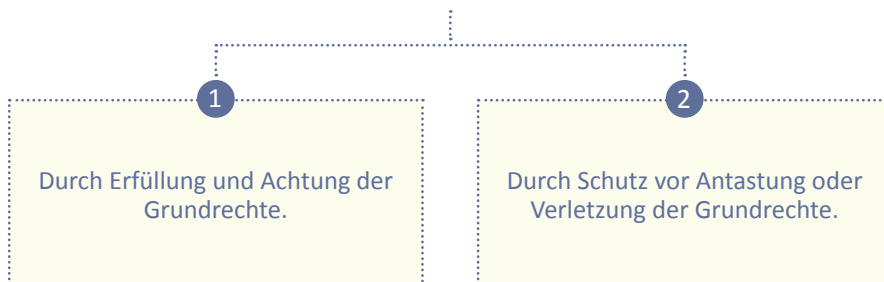 1
Durch Erfüllung und Achtung der
Grundrechte.
2
Durch Schutz vor Antastung oder
Verletzung der Grundrechte.